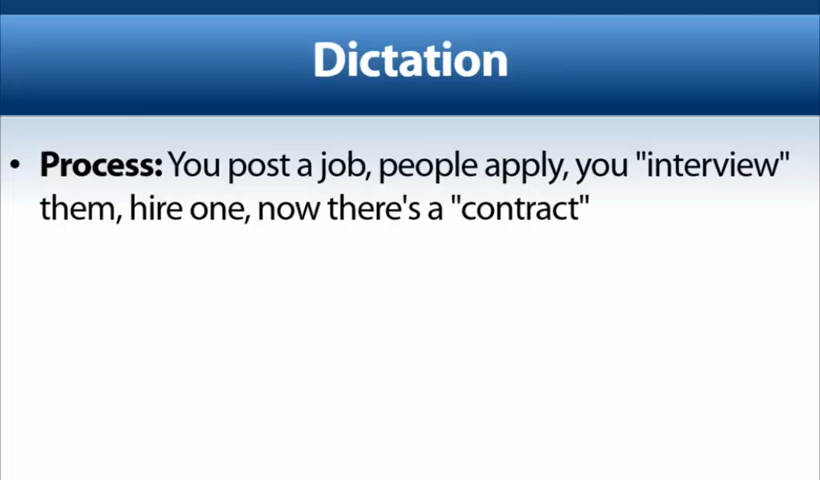 Dictation
• Process: You post a job, people apply, you "interview"
them, hire one, now there's a "contract"